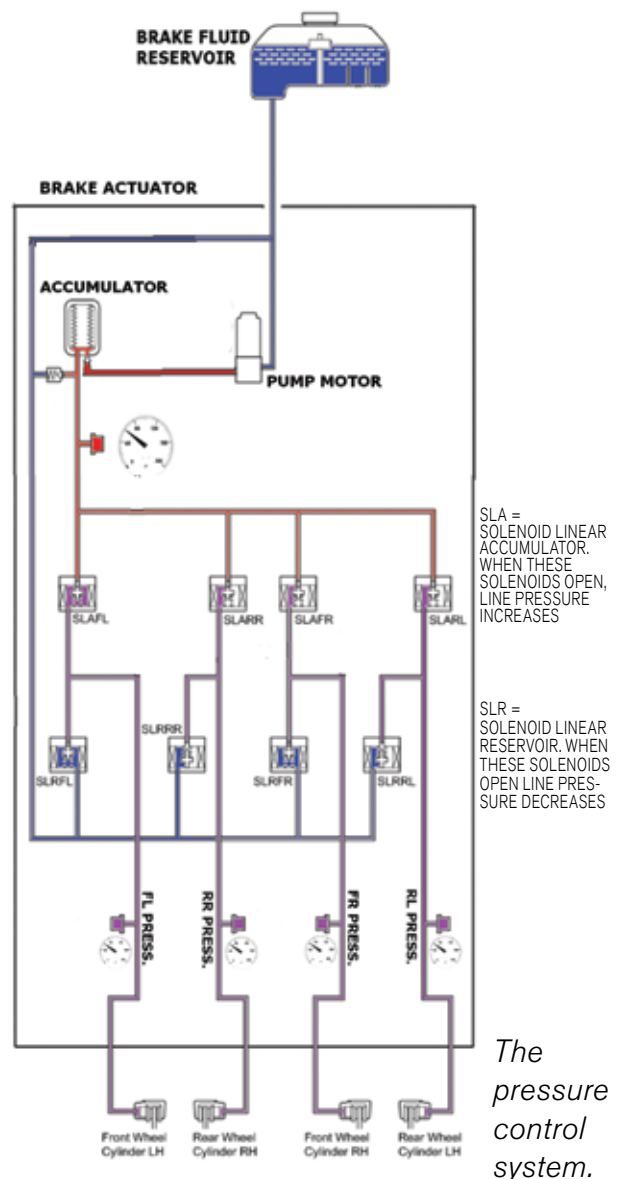 BRAKE FLUID
RESERVOIR
BRAKE ACTUATOR
ACCUMULATOR
PUMP MOTOR
SLA =
SOLENOID LINEAR
ACCUMULATOR.
WHEN THESE
SOLENOIDS OPEN,
LINE PRESSURE
INCREASES
SLAFL
SLARR
SLAFR
SLARL
SLR =
SOLENOID LINEAR
RESERVOIR. WHEN
THESE SOLENOIDS
OPEN LINE PRES-
SURE DECREASES
SLRRR
SLRFL
SLRFR
SLRRL
FL PRESS.
RR PRESS.
FR PRESS.
RL PRESS.
The
pressure
control
system.
Front Wheel
Cylinder LH
Rear Wheel
Cylinder RH
Front Wheel
Cylinder RH
Rear Wheel
Cylinder LH